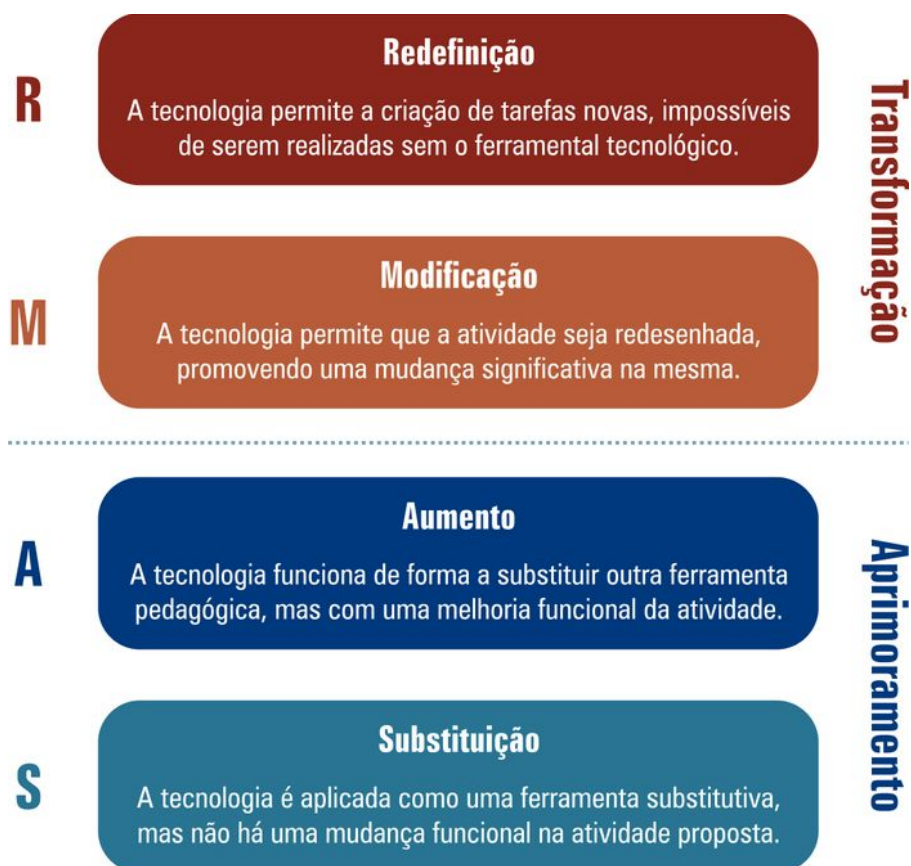 R
Redefinição
A tecnologia permite a criação de tarefas novas, impossíveis
de serem realizadas sem o ferramental tecnológico.
M
Modificação
A tecnologia permite que a atividade seja redesenhada,
promovendo uma mudança significativa na mesma.
Transformação
A
Aumento
A tecnologia funciona de forma a substituir outra ferramenta
pedagógica, mas com uma melhoria funcional da atividade.
S
Substituição
A tecnologia é aplicada como uma ferramenta substitutiva,
mas não há uma mudança funcional na atividade proposta.
Aprimoramento